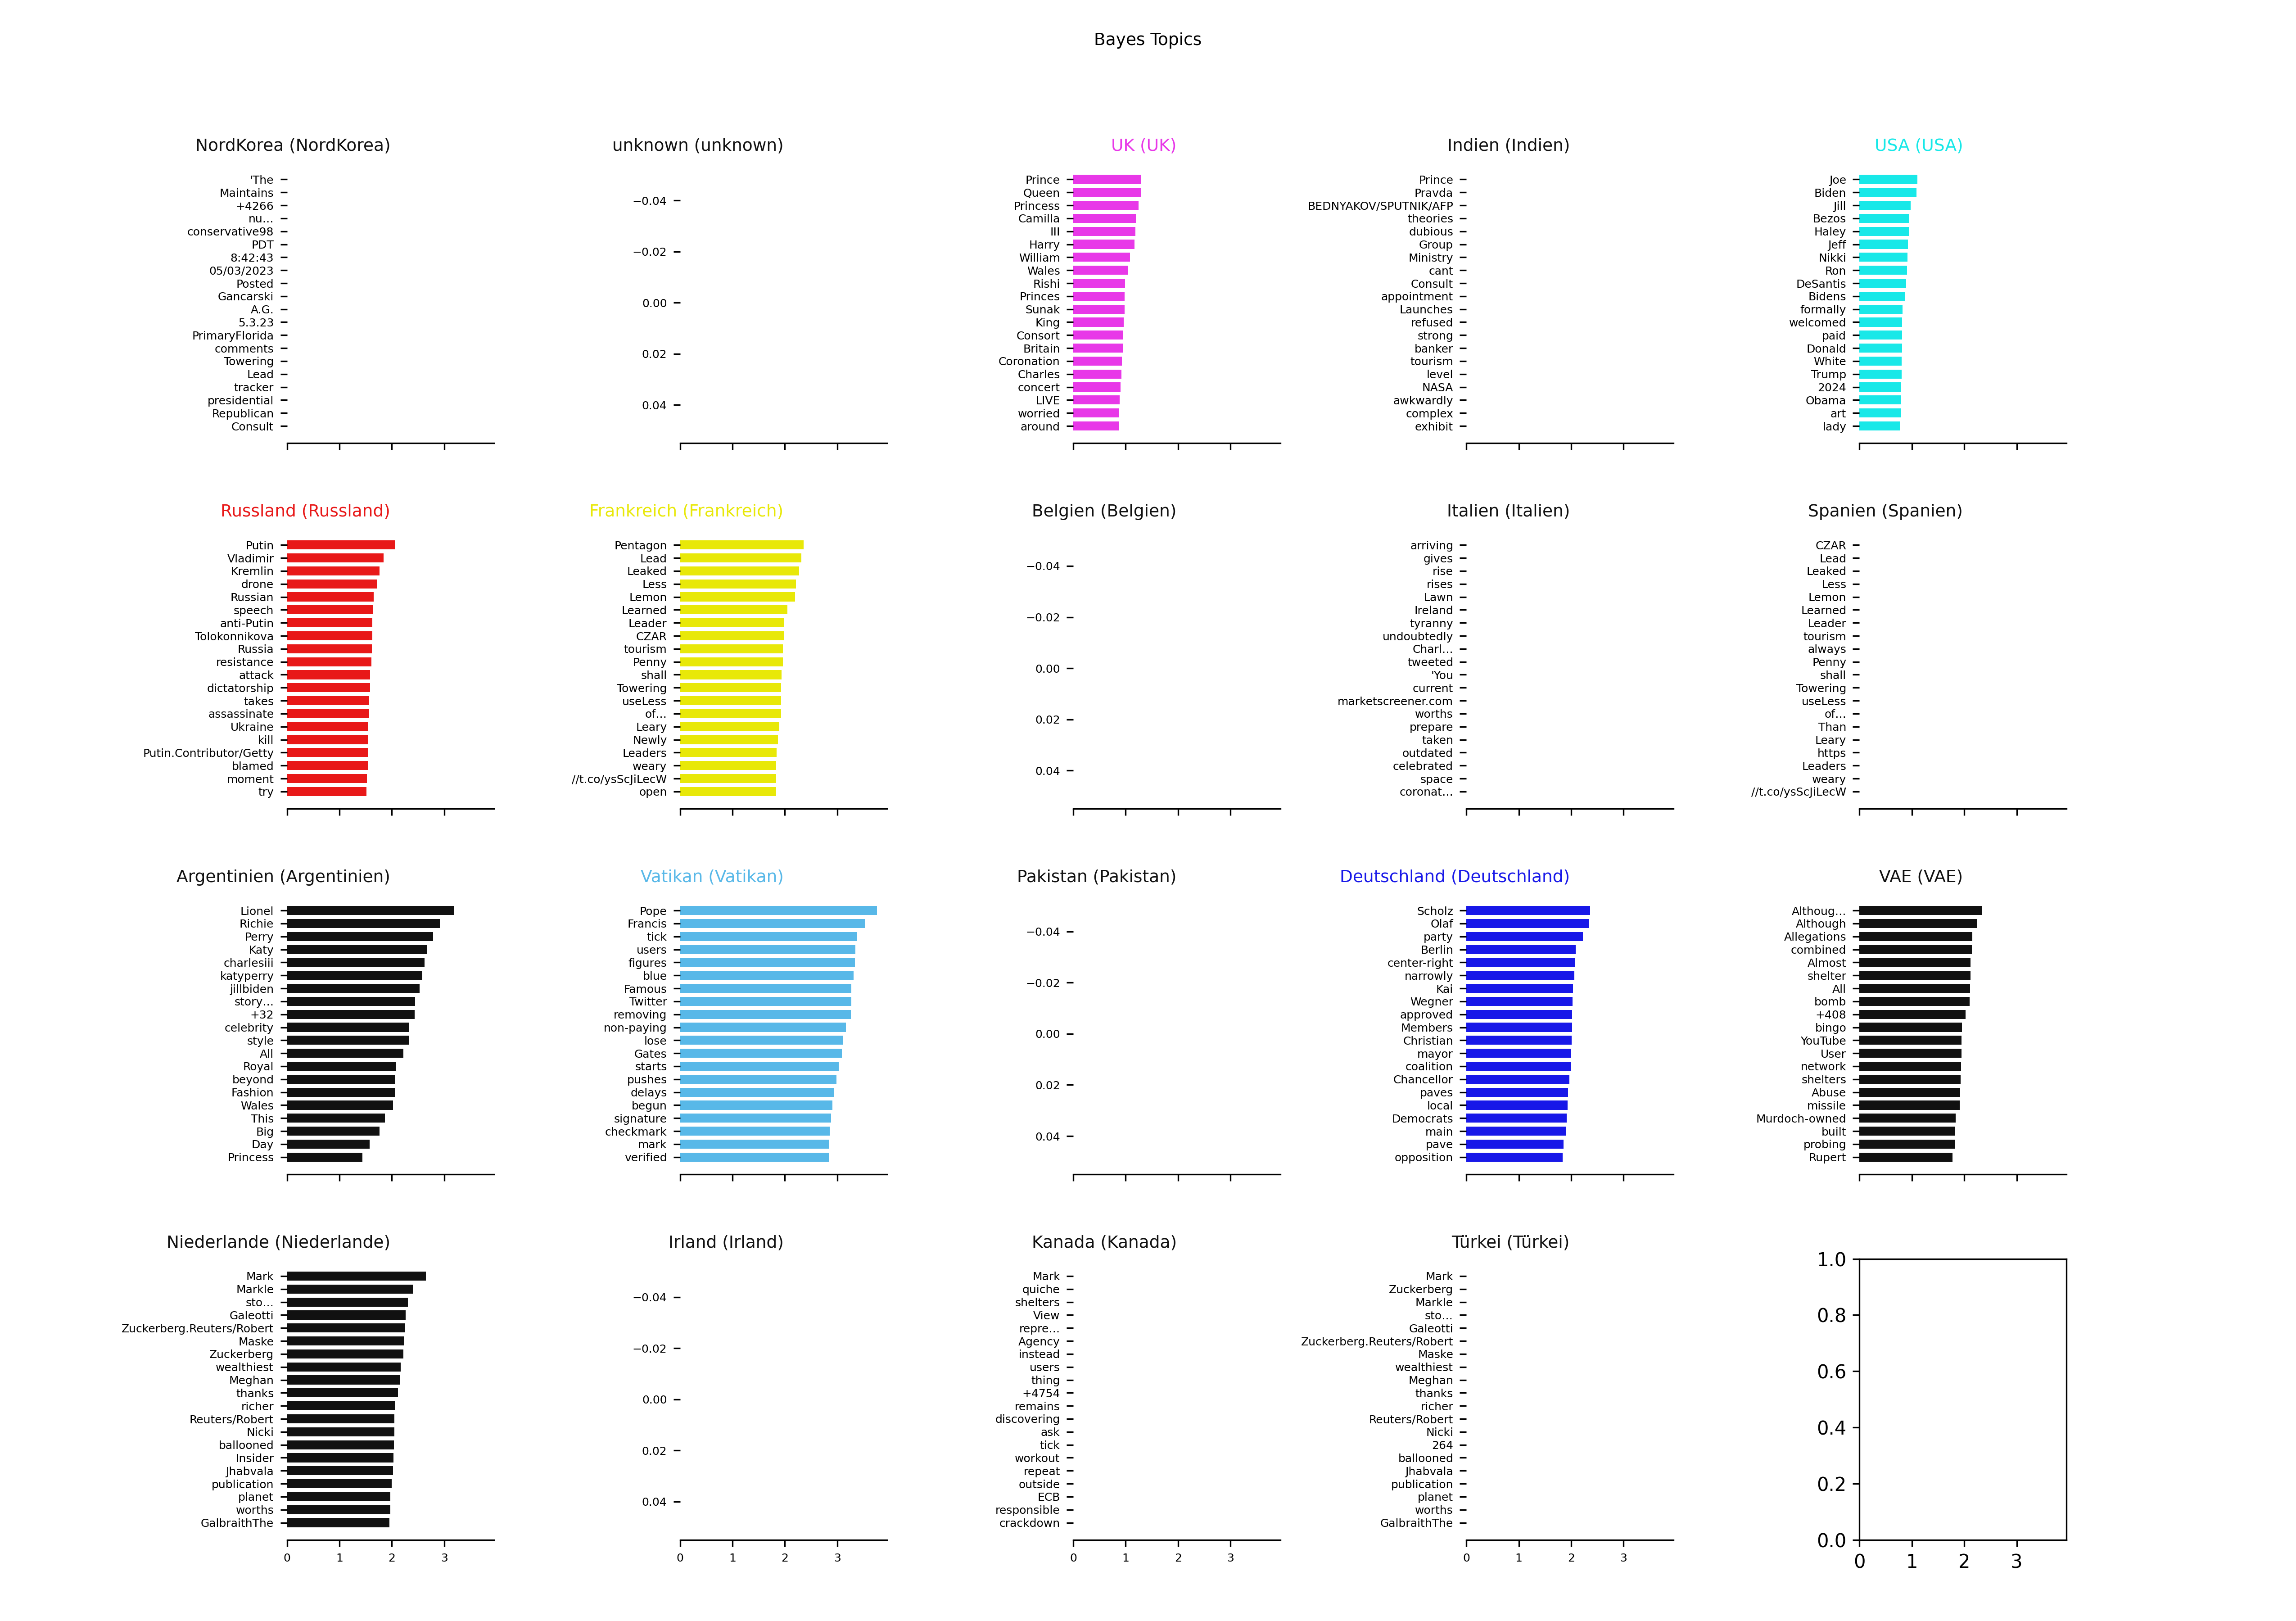 Bayes Topics
NordKorea (NordKorea)
'The
Maintains
+4266
nu...
conservative98
PDT
8:42:43
05/03/2023
Posted
Gancarski
A.G.
5.3.23
PrimaryFlorida
comments
Towering
Lead
tracker
presidential
Republican
Consult
unknown (unknown)
−0.04
−0.02
0.00
0.02
0.04
UK (UK)
Prince
Queen
Princess
Camilla
III
Harry
William
Wales
Rishi
Princes
Sunak
King
Consort
Britain
Coronation
Charles
concert
LIVE
worried
around
Indien (Indien)
Prince
Pravda
BEDNYAKOV/SPUTNIK/AFP
theories
dubious
Group
Ministry
cant
Consult
appointment
Launches
refused
strong
banker
tourism
level
NASA
awkwardly
complex
exhibit
USA (USA)
Joe
Biden
Jill
Bezos
Haley
Jeff
Nikki
Ron
DeSantis
Bidens
formally
welcomed
paid
Donald
White
Trump
2024
Obama
art
lady
Russland (Russland)
Putin
Vladimir
Kremlin
drone
Russian
speech
anti-Putin
Tolokonnikova
Russia
resistance
attack
dictatorship
takes
assassinate
Ukraine
kill
Putin.Contributor/Getty
blamed
moment
try
Frankreich (Frankreich)
Pentagon
Lead
Leaked
Less
Lemon
Learned
Leader
CZAR
tourism
Penny
shall
Towering
useLess
of...
Leary
Newly
Leaders
weary
//t.co/ysScJiLecW
open
Belgien (Belgien)
−0.04
−0.02
0.00
0.02
0.04
Italien (Italien)
arriving
gives
rise
rises
Lawn
Ireland
tyranny
undoubtedly
Charl...
tweeted
'You
current
marketscreener.com
worths
prepare
taken
outdated
celebrated
space
coronat...
Spanien (Spanien)
CZAR
Lead
Leaked
Less
Lemon
Learned
Leader
tourism
always
Penny
shall
Towering
useLess
of...
Than
Leary
https
Leaders
weary
//t.co/ysScJiLecW
Argentinien (Argentinien)
Lionel
Richie
Perry
Katy
charlesiii
katyperry
jillbiden
story...
+32
celebrity
style
All
Royal
beyond
Fashion
Wales
This
Big
Day
Princess
Vatikan (Vatikan)
Pope
Francis
tick
users
figures
blue
Famous
Twitter
removing
non-paying
lose
Gates
starts
pushes
delays
begun
signature
checkmark
mark
verified
Pakistan (Pakistan)
−0.04
−0.02
0.00
0.02
0.04
Deutschland (Deutschland)
Scholz
Olaf
party
Berlin
center-right
narrowly
Kai
Wegner
approved
Members
Christian
mayor
coalition
Chancellor
paves
local
Democrats
main
pave
opposition
VAE (VAE)
Althoug...
Although
Allegations
combined
Almost
shelter
All
bomb
+408
bingo
YouTube
User
network
shelters
Abuse
missile
Murdoch-owned
built
probing
Rupert
Niederlande (Niederlande)
Mark
Markle
sto...
Galeotti
Zuckerberg.Reuters/Robert
Maske
Zuckerberg
wealthiest
Meghan
thanks
richer
Reuters/Robert
Nicki
ballooned
Insider
Jhabvala
publication
planet
worths
GalbraithThe
0 1 2 3
Irland (Irland)
−0.04
−0.02
0.00
0.02
0.04
0 1 2 3
Kanada (Kanada)
Mark
quiche
shelters
View
repre...
Agency
instead
users
thing
+4754
remains
discovering
ask
tick
workout
repeat
outside
ECB
responsible
crackdown
0 1 2 3
Türkei (Türkei)
Mark
Zuckerberg
Markle
sto...
Galeotti
Zuckerberg.Reuters/Robert
Maske
wealthiest
Meghan
thanks
richer
Reuters/Robert
Nicki
264
ballooned
Jhabvala
publication
planet
worths
GalbraithThe
0 1 2 3
1.0
0.8
0.6
0.4
0.2
0.0
0 1 2 3